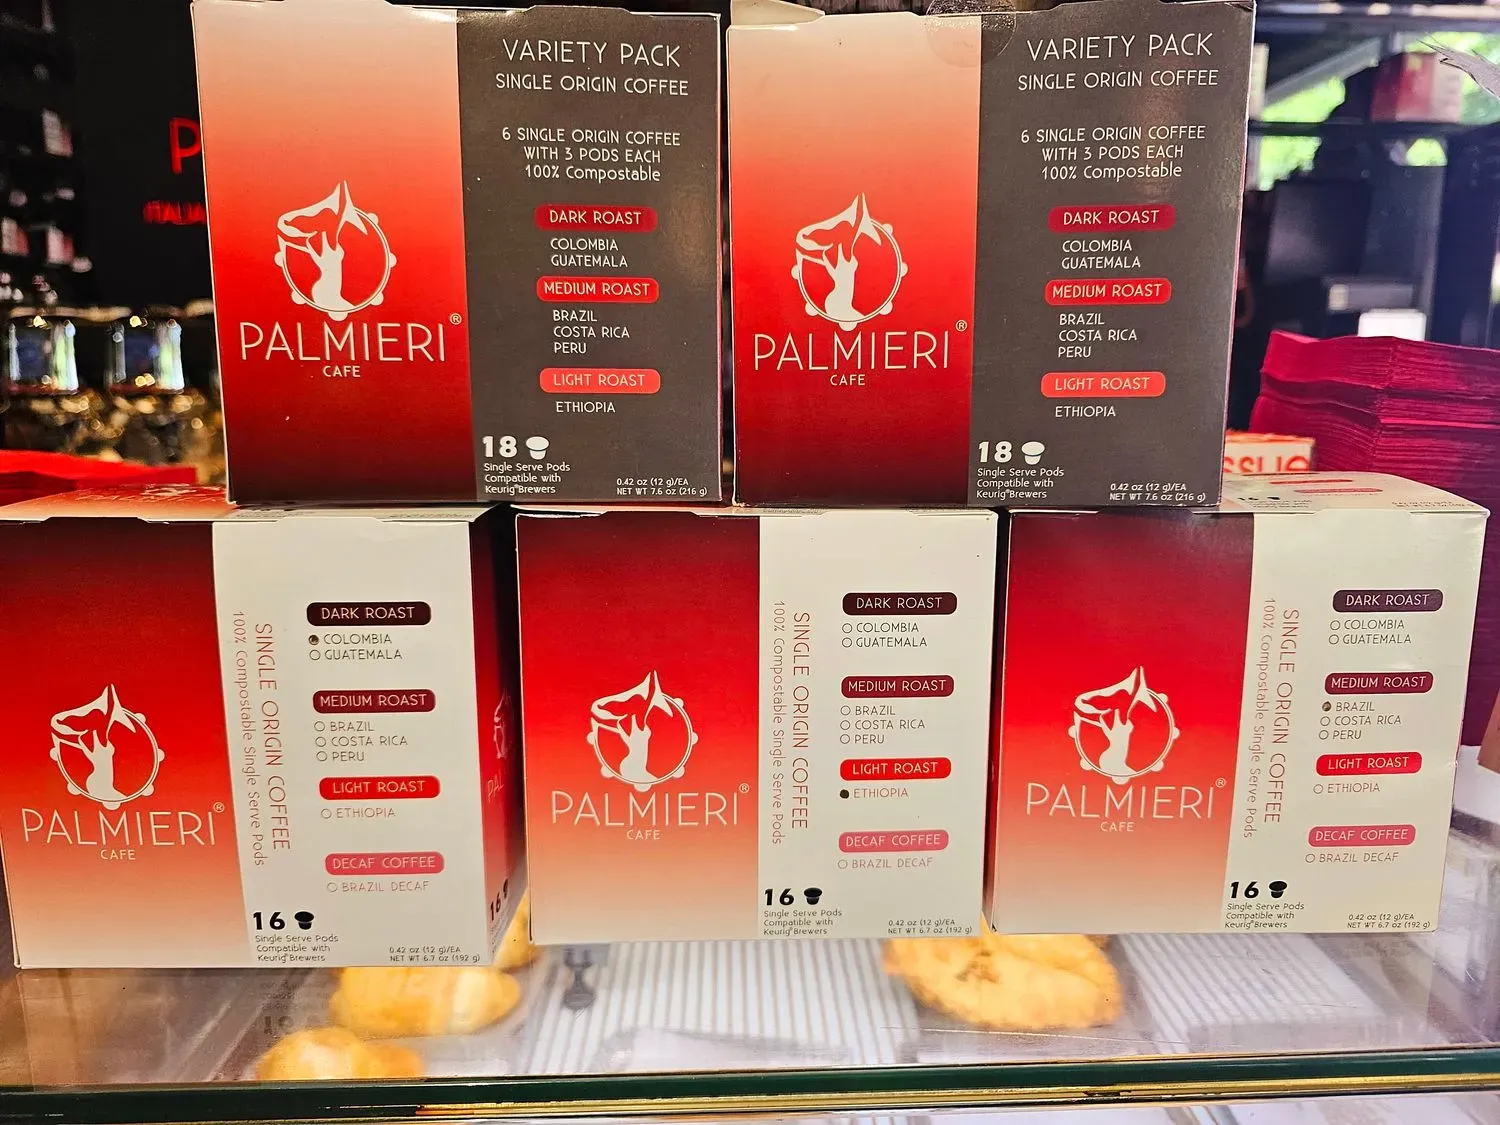 VARIETY PACK
SINGLE ORIGIN COFFEE
6 SINGLE ORIGIN COFFEE
WITH 3 PODS EACH
100% Compostable
DARK ROAST
COLOMBIA
GUATEMALA
MEDIUM ROAST
BRAZIL
COSTA RICA
PERU
LIGHT ROAST
ETHIOPIA
PALMIERI®
CAFE
18
Single Serve Pods
Compatible with
Keurig®Brewers
0.42 oz (12 g)/EA
NET WT 7.6 oz (216 g)
VARIETY PACK
SINGLE ORIGIN COFFEE
6 SINGLE ORIGIN COFFEE
WITH 3 PODS EACH
100% Compostable
DARK ROAST
COLOMBIA
GUATEMALA
MEDIUM ROAST
BRAZIL
COSTA RICA
PERU
LIGHT ROAST
ETHIOPIA
PALMIERI®
CAFE
18
Single Serve Pods
Compatible with
Keurig®Brewers
0.42 oz (12 g)/EA
NET WT 7.6 oz (216 g)
PALMIERI®
CAFE
SINGLE ORIGIN COFFEE
100% Compostable Single Serve Pods
DARK ROAST
COLOMBIA
GUATEMALA
MEDIUM ROAST
BRAZIL
COSTA RICA
PERU
LIGHT ROAST
ETHIOPIA
DECAF COFFEE
BRAZIL DECAF
16
Single Serve Pods
Compatible with
Keurig®Brewers
0.42 oz (12 g)/EA
NET WT 6.7 oz (192 g)
16
PALMIERI®
CAFE
SINGLE ORIGIN COFFEE
100% Compostable Single Serve Pods
DARK ROAST
COLOMBIA
GUATEMALA
MEDIUM ROAST
BRAZIL
COSTA RICA
PERU
LIGHT ROAST
ETHIOPIA
DECAF COFFEE
BRAZIL DECAF
16
Single Serve Pods
Compatible with
Keurig®Brewers
0.42 oz (12 g)/EA
NET WT 6.7 oz (192 g)
PALMIERI®
CAFE
SINGLE ORIGIN COFFEE
100% Compostable Single Serve Pods
DARK ROAST
COLOMBIA
GUATEMALA
MEDIUM ROAST
BRAZIL
COSTA RICA
PERU
LIGHT ROAST
ETHIOPIA
DECAF COFFEE
BRAZIL DECAF
16
Single Serve Pods
Compatible with
Keurig®Brewers
0.42 oz (12 g)/EA
NET WT 6.7 oz (192 g)